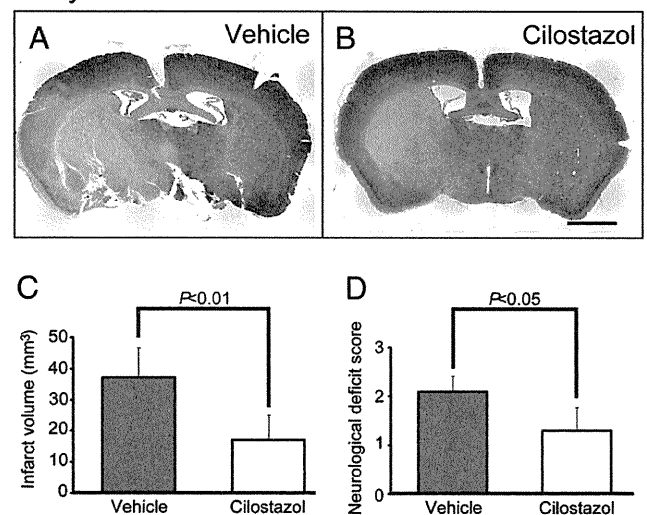 A Vehicle
B Cilostazol
C
P<0.01
Infarct volume (mm³)
50
40
30
20
10
0
Vehicle
Cilostazol
D
P<0.05
Neurological deficit score
3
2
1
0
Vehicle
Cilostazol